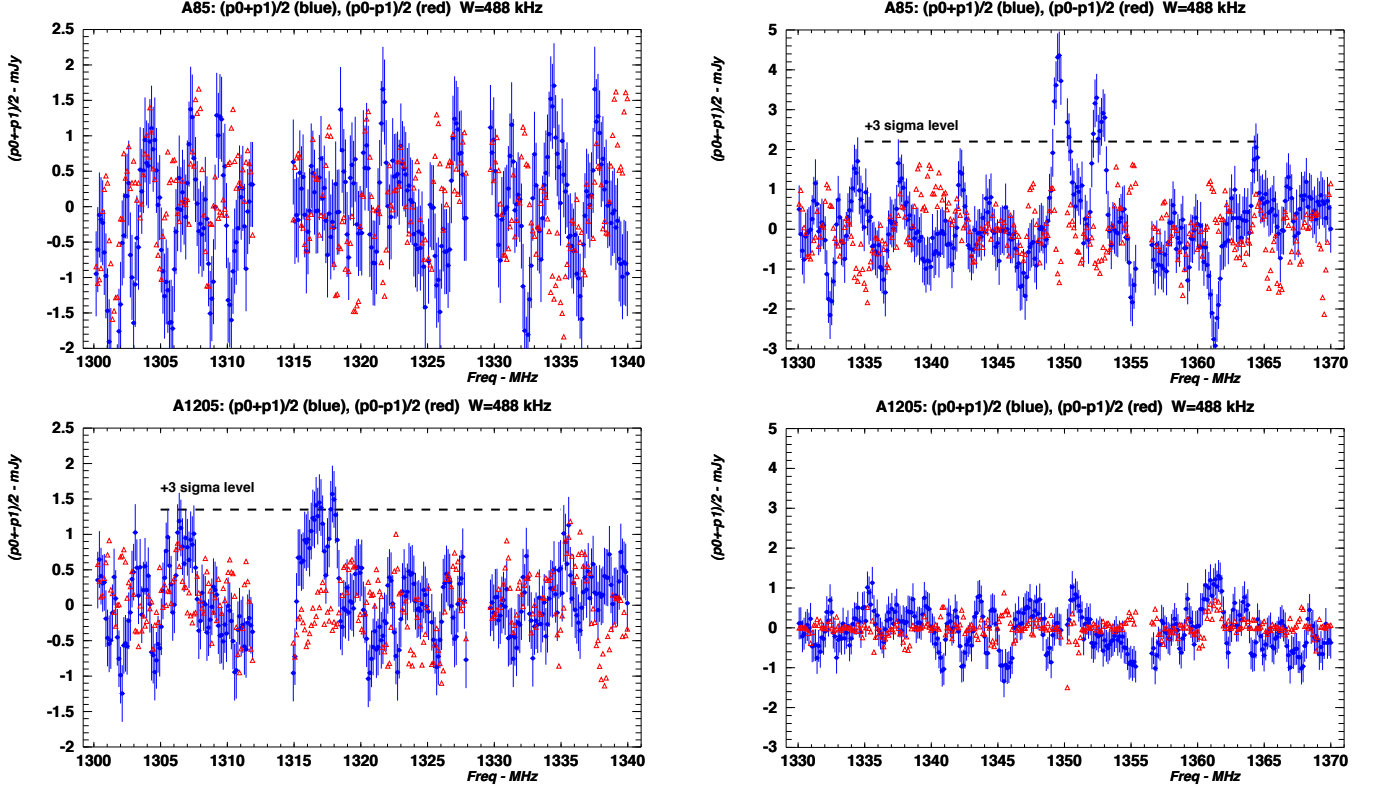 A85: (p0+p1)/2 (blue), (p0-p1)/2 (red)  W=488 kHz
(p0+-p1)/2 - mJy
2.5
2
1.5
1
0.5
0
-0.5
-1
-1.5
-2
1300 1305 1310 1315 1320 1325 1330 1335 1340
Freq - MHz
A85: (p0+p1)/2 (blue), (p0-p1)/2 (red)  W=488 kHz
(p0+-p1)/2 - mJy
5
4
3
+3 sigma level
2
1
0
-1
-2
-3
1330 1335 1340 1345 1350 1355 1360 1365 1370
Freq - MHz
A1205: (p0+p1)/2 (blue), (p0-p1)/2 (red)  W=488 kHz
(p0+-p1)/2 - mJy
2.5
2
+3 sigma level
1.5
1
0.5
0
-0.5
-1
-1.5
-2
1300 1305 1310 1315 1320 1325 1330 1335 1340
Freq - MHz
A1205: (p0+p1)/2 (blue), (p0-p1)/2 (red)  W=488 kHz
(p0+-p1)/2 - mJy
5
4
3
2
1
0
-1
-2
-3
1330 1335 1340 1345 1350 1355 1360 1365 1370
Freq - MHz